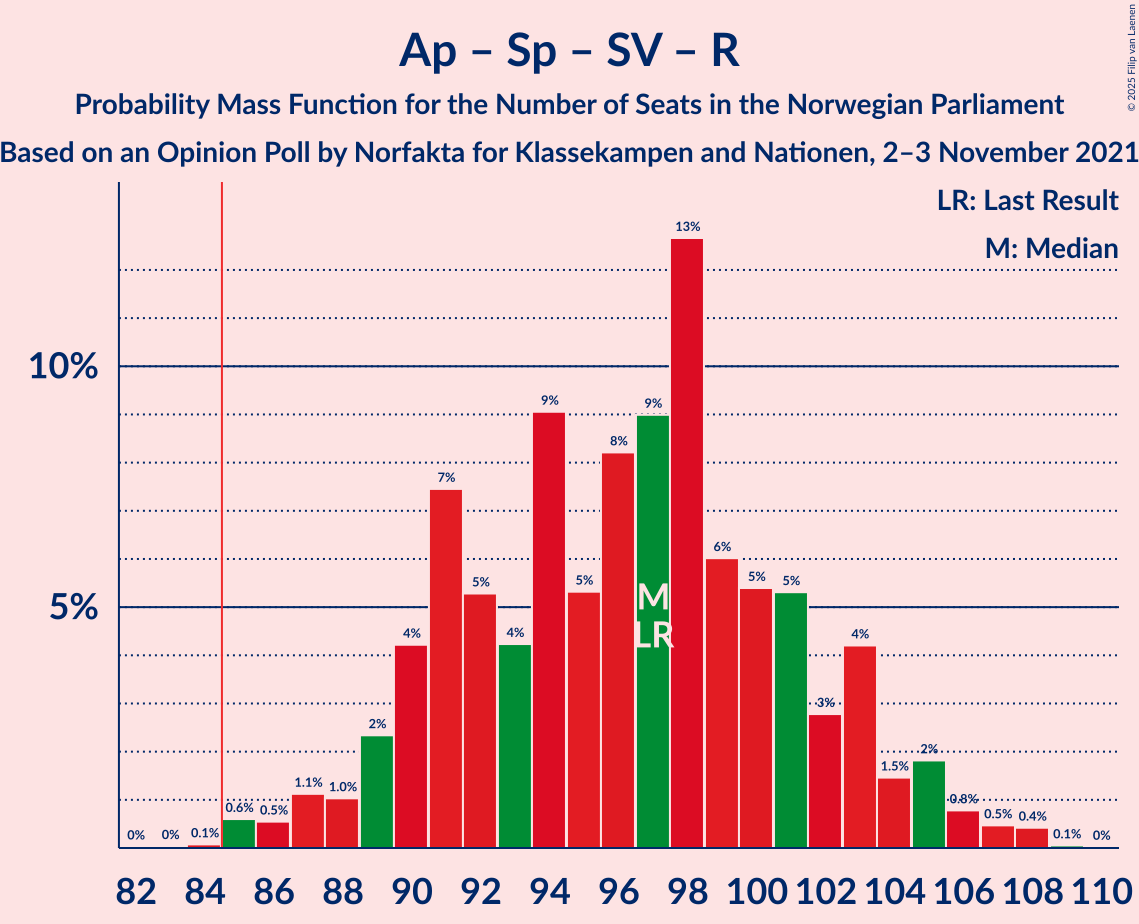 Ap – Sp – SV – R
Probability Mass Function for the Number of Seats in the Norwegian Parliament
Based on an Opinion Poll by Norfakta for Klassekampen and Nationen, 2–3 November 2021
© 2025 Filip van Laenen
LR: Last Result
M: Median
10%
5%
0% 0% 0.1% 0.6% 0.5% 1.1% 1.0% 2% 4% 7% 5% 4% 9% 5% 8% 9% 13% 6% 5% 5% 3% 4% 1.5% 2% 0.8% 0.5% 0.4% 0.1% 0%
M
LR
82 84 86 88 90 92 94 96 98 100 102 104 106 108 110